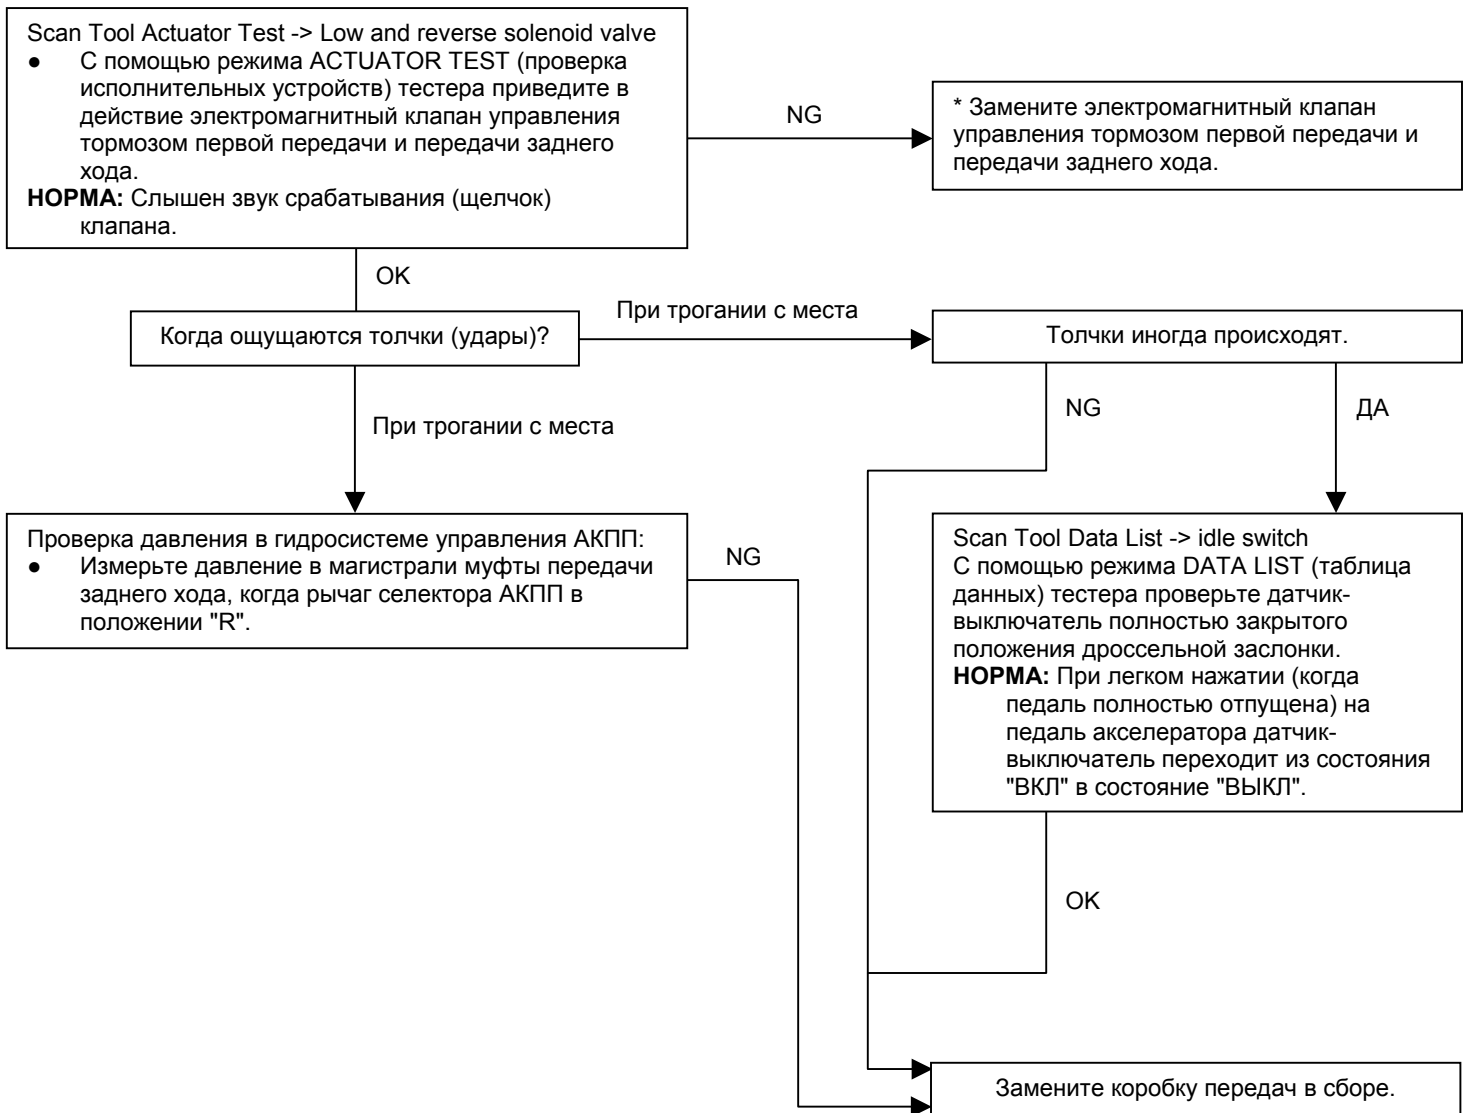 Scan Tool Actuator Test -> Low and reverse solenoid valve
● С помощью режима ACTUATOR TEST (проверка
исполнительных устройств) тестера приведите в
действие электромагнитный клапан управления
тормозом первой передачи и передачи заднего
хода.
НОРМА: Слышен звук срабатывания (щелчок)
клапана.
NG
* Замените электромагнитный клапан
управления тормозом первой передачи и
передачи заднего хода.
OK
Когда ощущаются толчки (удары)?
При трогании с места
Толчки иногда происходят.
При трогании с места
NG
ДА
Проверка давления в гидросистеме управления АКПП:
● Измерьте давление в магистрали муфты передачи
заднего хода, когда рычаг селектора АКПП в
положении "R".
NG
Scan Tool Data List -> idle switch
С помощью режима DATA LIST (таблица
данных) тестера проверьте датчик-
выключатель полностью закрытого
положения дроссельной заслонки.
НОРМА: При легком нажатии (когда
педаль полностью отпущена) на
педаль акселератора датчик-
выключатель переходит из состояния
"ВКЛ" в состояние "ВЫКЛ".
OK
Замените коробку передач в сборе.